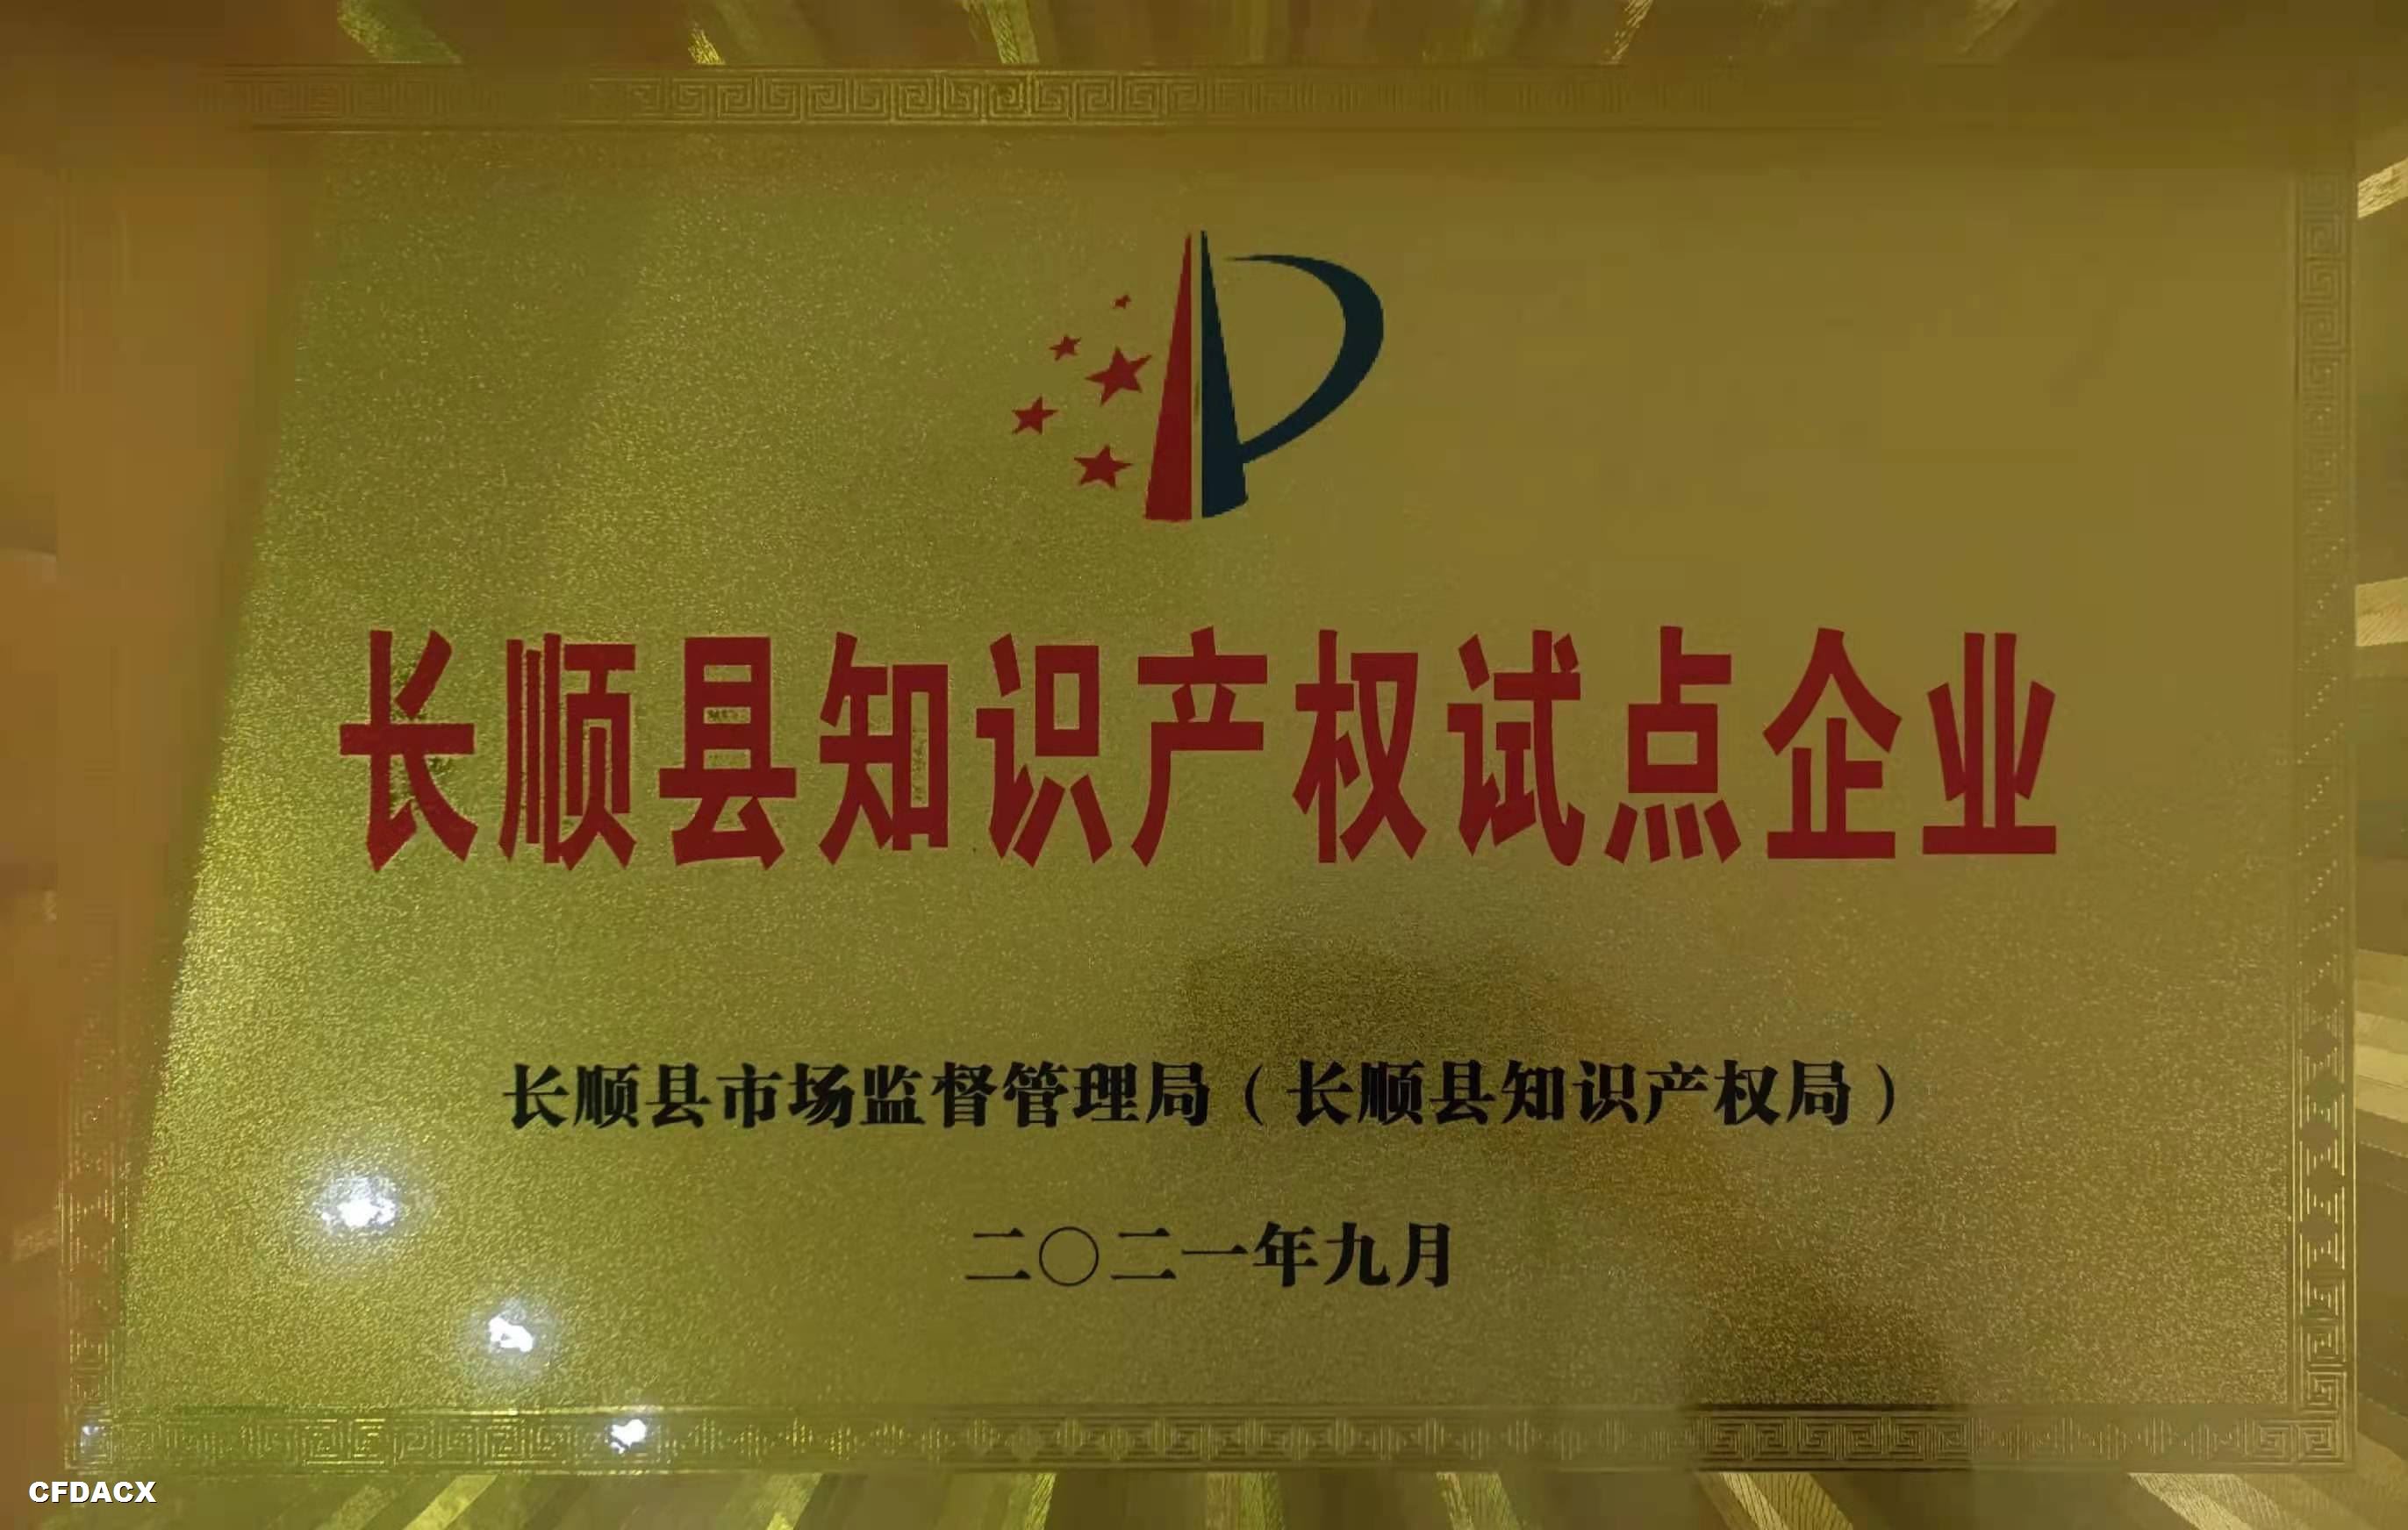 长顺县知识产权试点企业
长顺县市场监督管理局（长顺县知识产权局）
二〇二一年九月
CFDACX